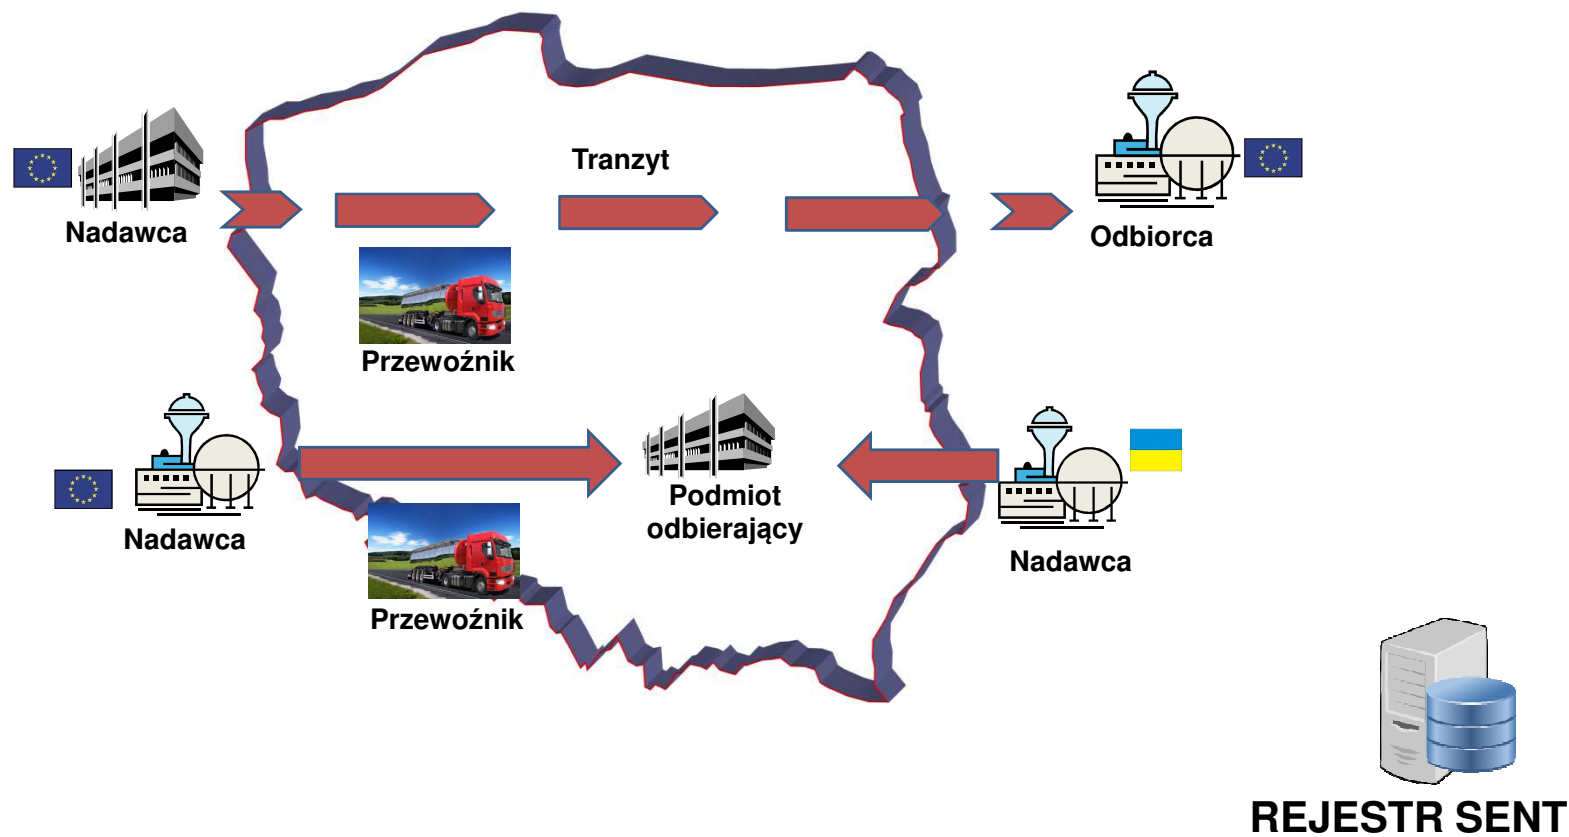 Tranzyt
Nadawca
Odbiorca
Przewoźnik
Podmiot
odbierający
Nadawca
Nadawca
Przewoźnik
REJESTR SENT